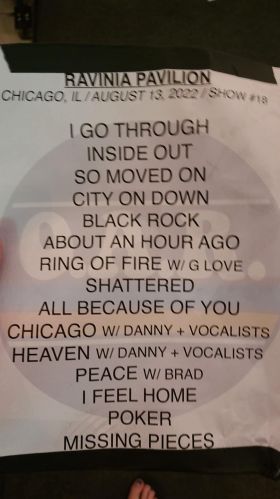 RAVINIA PAVILION
CHICAGO, IL / AUGUST 13, 2022 / SHOW #18
I GO THROUGH
INSIDE OUT
SO MOVED ON
CITY ON DOWN
BLACK ROCK
ABOUT AN HOUR AGO
RING OF FIRE W/ G LOVE
SHATTERED
ALL BECAUSE OF YOU
CHICAGO W/ DANNY + VOCALISTS
HEAVEN W/ DANNY + VOCALISTS
PEACE W/ BRAD
I FEEL HOME
POKER
MISSING PIECES